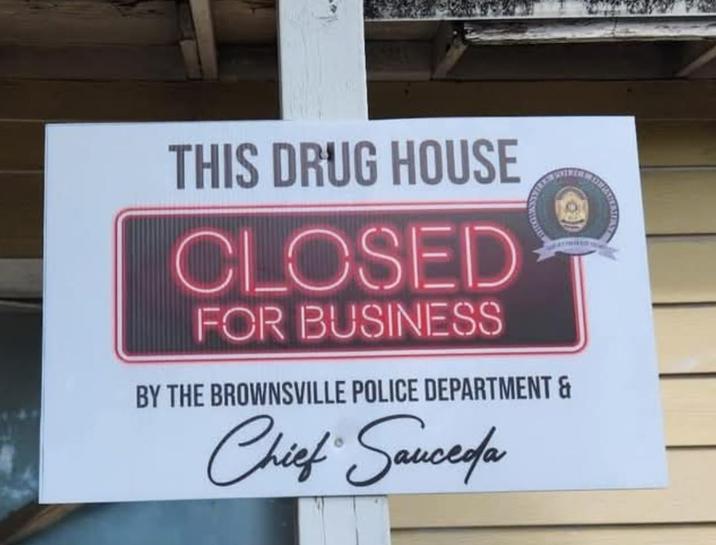 THIS DRUG HOUSE
CLOSED
FOR BUSINESS
BY THE BROWNSVILLE POLICE DEPARTMENT &
Chief Sauceda